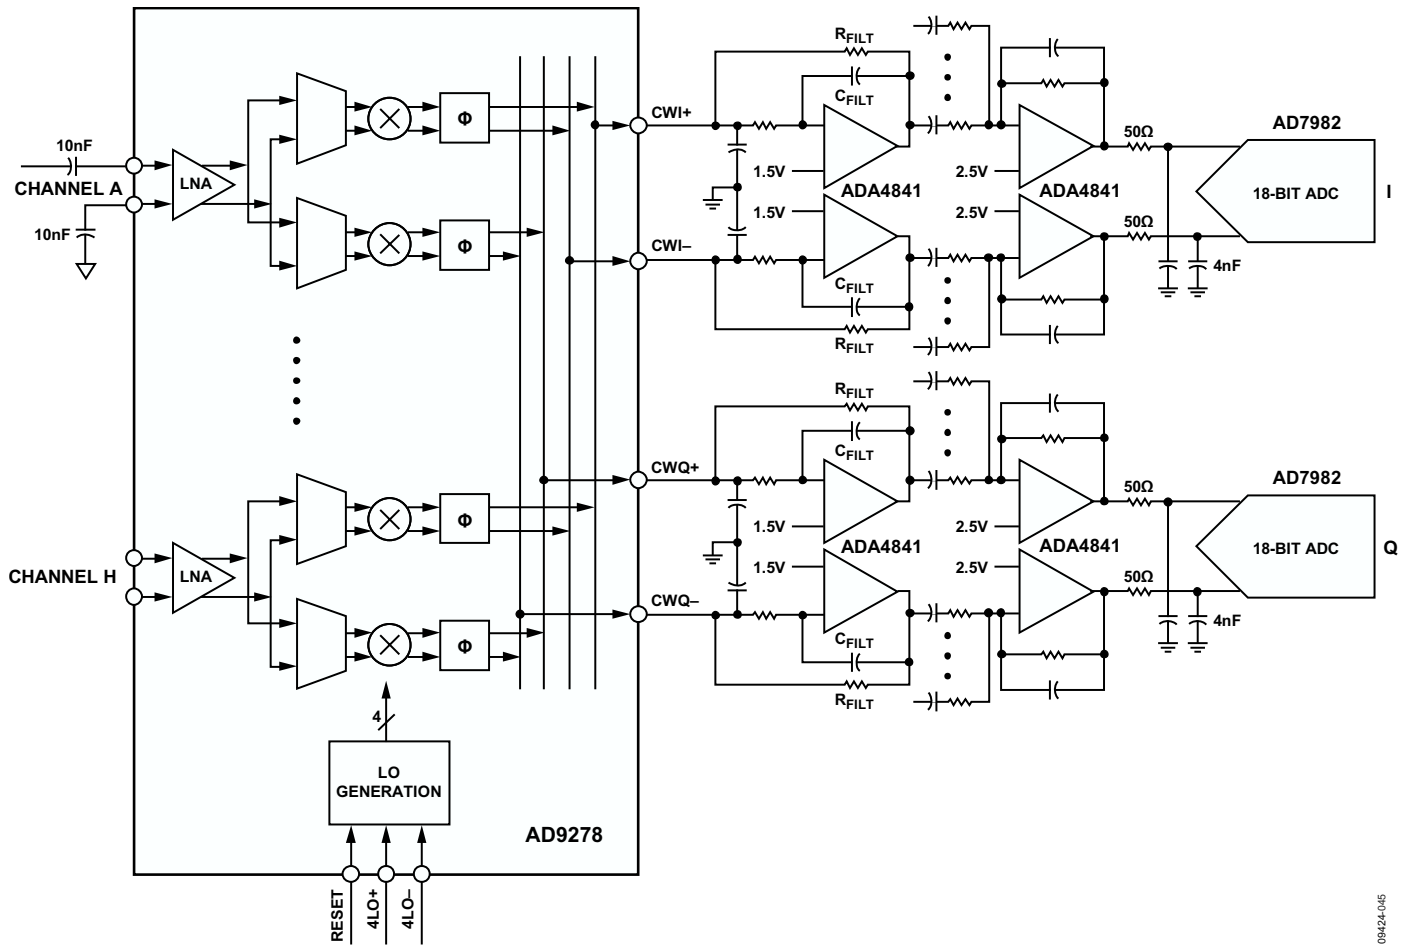 10nF
CHANNEL A
10nF
LNA
Φ
Φ
CHANNEL H
LNA
Φ
Φ
4
LO
GENERATION
AD9278
RESET
4LO+
4LO–
CWI+
CWI–
CWQ+
CWQ–
RFILT
CFILT
1.5V
ADA4841
1.5V
CFILT
RFILT
2.5V
ADA4841
2.5V
50Ω
50Ω
4nF
AD7982
18-BIT ADC
I
RFILT
CFILT
1.5V
ADA4841
1.5V
CFILT
RFILT
2.5V
ADA4841
2.5V
50Ω
50Ω
4nF
AD7982
18-BIT ADC
Q
09424-045